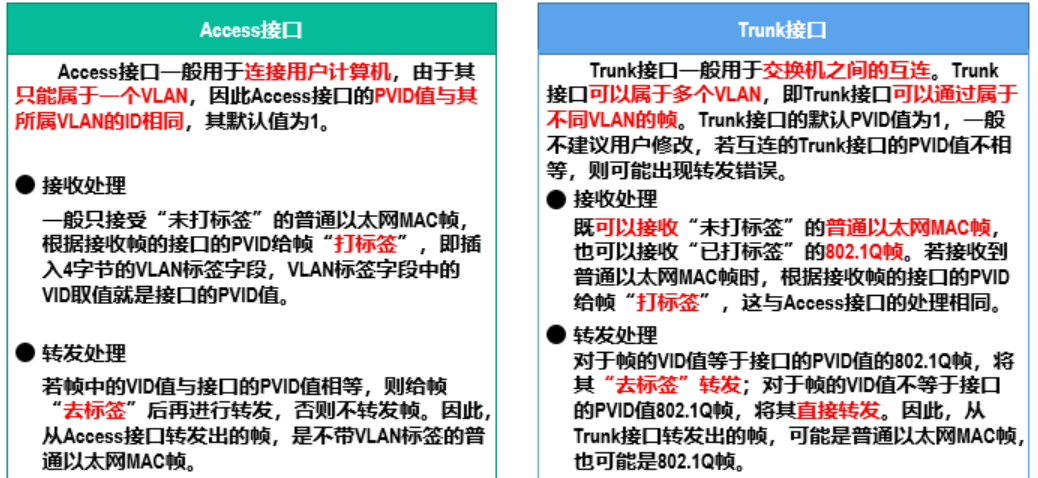 Access接口
Access接口一般用于连接用户计算机，由于其
只能属于一个VLAN，因此Access接口的PVID值与其
所属VLAN的ID相同，其默认值为1。
● 接收处理
一般只接受“未打标签”的普通以太网MAC帧，
根据接收帧的接口的PVID给帧“打标签”，即插
入4字节的VLAN标签字段，VLAN标签字段中的
VID取值就是接口的PVID值。
● 转发处理
若帧中的VID值与接口的PVID值相等，则给帧
“去标签”后再进行转发，否则不转发帧。因此，
从Access接口转发出的帧，是不带VLAN标签的普
通以太网MAC帧。
Trunk接口
Trunk接口一般用于交换机之间的互连。Trunk
接口可以属于多个VLAN，即Trunk接口可以通过属于
不同VLAN的帧。Trunk接口的默认PVID值为1，一般
不建议用户修改，若互连的Trunk接口的PVID值不相
等，则可能出现转发错误。
● 接收处理
既可以接收“未打标签”的普通以太网MAC帧，
也可以接收“已打标签”的802.1Q帧。若接收到
普通以太网MAC帧时，根据接收帧的接口的PVID
给帧“打标签”，这与Access接口的处理相同。
● 转发处理
对于帧的VID值等于接口的PVID值的802.1Q帧，将
其“去标签”转发；对于帧的VID值不等于接口
的PVID值802.1Q帧，将其直接转发。因此，从
Trunk接口转发出的帧，可能是普通以太网MAC帧，
也可能是802.1Q帧。